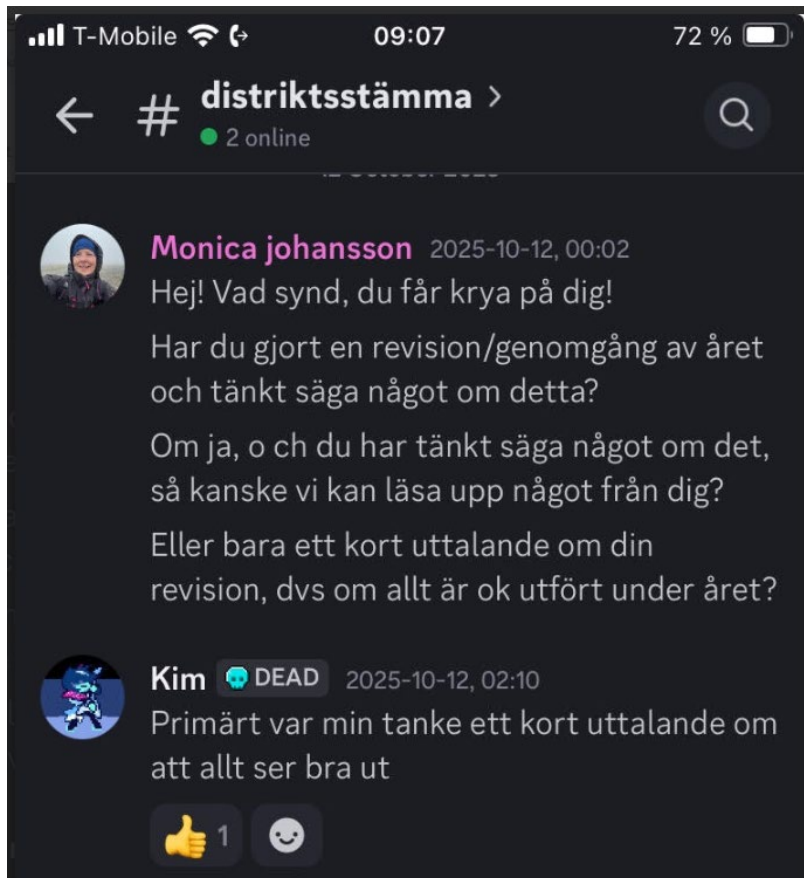 T-Mobile 09:07 72 %
# distriktsstämma >
2 online
Monica johansson 2025-10-12, 00:02
Hej! Vad synd, du får krya på dig!
Har du gjort en revision/genomgång av året
och tänkt säga något om detta?
Om ja, o ch du har tänkt säga något om det,
så kanske vi kan läsa upp något från dig?
Eller bara ett kort uttalande om din
revision, dvs om allt är ok utfört under året?
Kim DEAD 2025-10-12, 02:10
Primärt var min tanke ett kort uttalande om
att allt ser bra ut
1